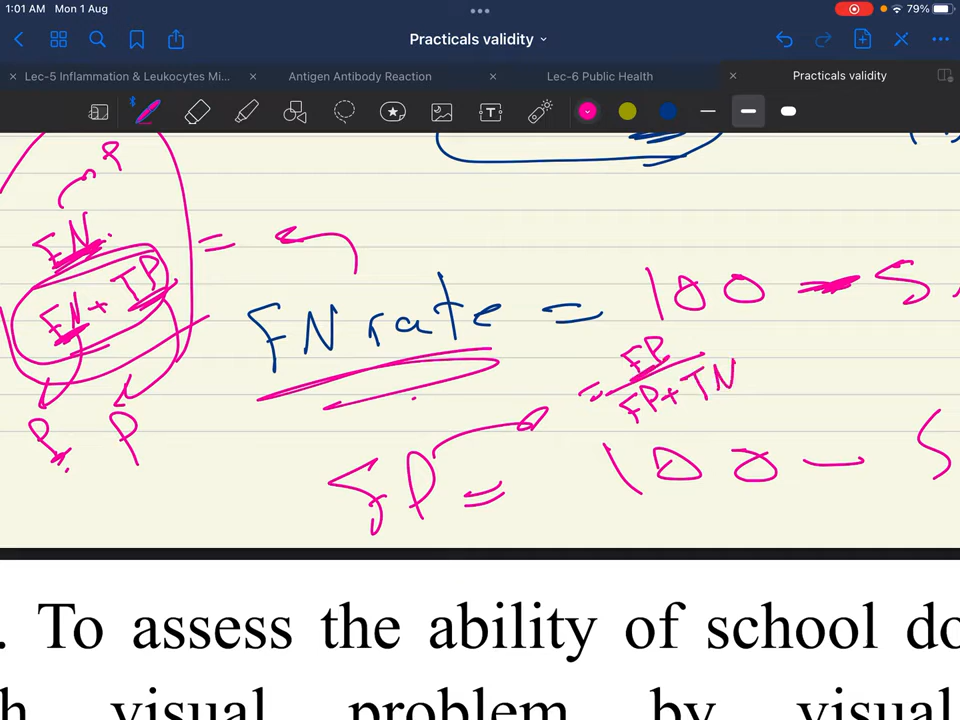 1:01 AM Mon 1 Aug
79%
Practicals validity
Lec-5 Inflammation & Leukocytes Mi...
Antigen Antibody Reaction
Lec-6 Public Health
Practicals validity
FN
FN + TP
=
P
P
FN rate = 100 - S
= FP
FP + TN
FP = 100 - S
. To assess the ability of school do
h visual problem by visual